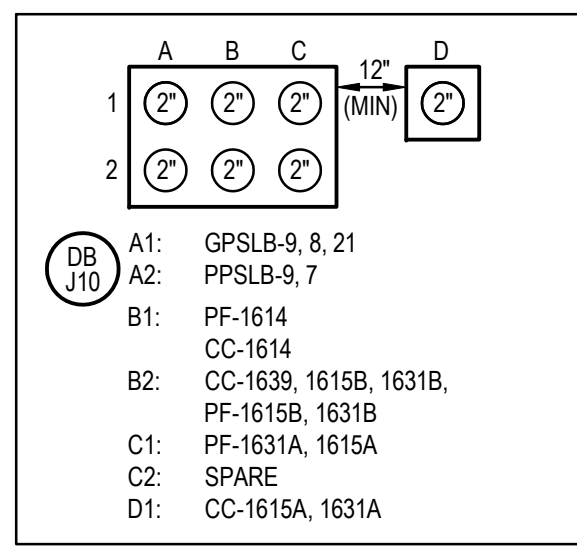 A B C D
12"
1 2" 2" 2" (MIN) 2"
2 2" 2" 2"
DB
J10
A1: GPSLB-9, 8, 21
A2: PPSLB-9, 7
B1: PF-1614
CC-1614
B2: CC-1639, 1615B, 1631B,
PF-1615B, 1631B
C1: PF-1631A, 1615A
C2: SPARE
D1: CC-1615A, 1631A